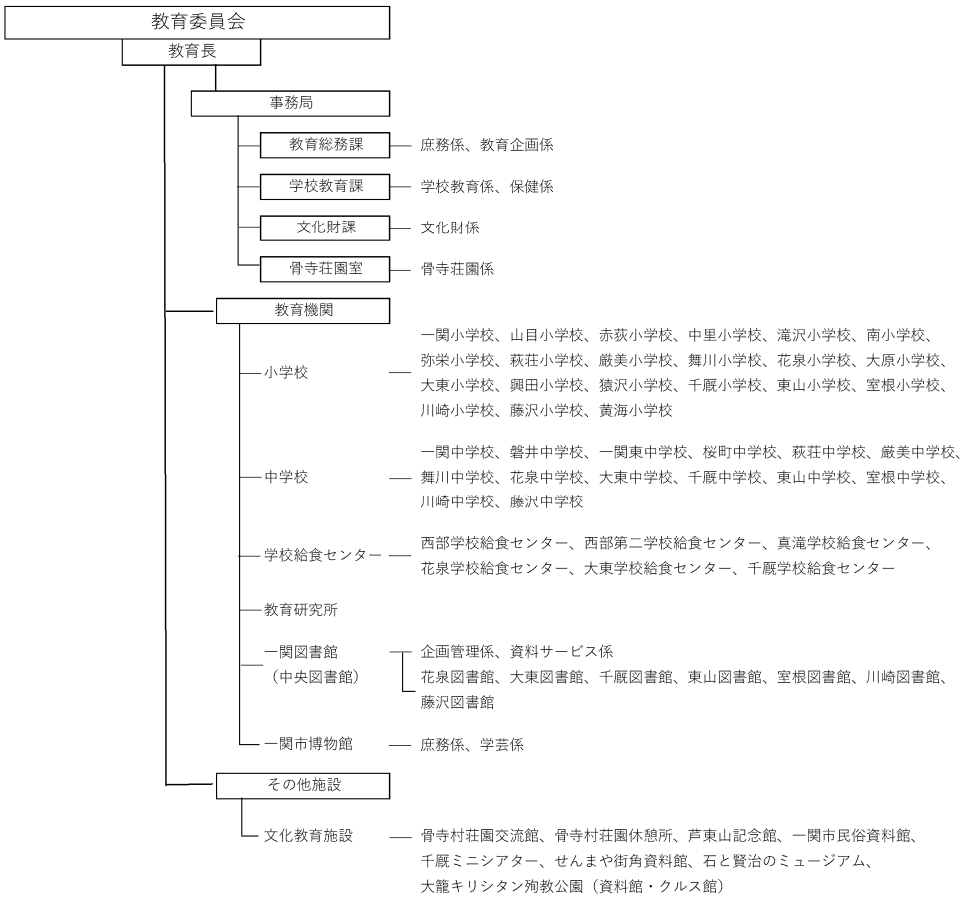 教育委員会
教育長
事務局
教育総務課 庶務係、教育企画係
学校教育課 学校教育係、保健係
文化財課 文化財係
骨寺荘園室 骨寺荘園係
教育機関
一関小学校、山目小学校、赤荻小学校、中里小学校、滝沢小学校、南小学校、
弥栄小学校、萩荘小学校、厳美小学校、舞川小学校、花泉小学校、大原小学校、
小学校
大東小学校、興田小学校、猿沢小学校、千厩小学校、東山小学校、室根小学校、
川崎小学校、藤沢小学校、黄海小学校
一関中学校、磐井中学校、一関東中学校、桜町中学校、萩荘中学校、厳美中学校、
中学校 舞川中学校、花泉中学校、大東中学校、千厩中学校、東山中学校、室根中学校、
川崎中学校、藤沢中学校
学校給食センター
西部学校給食センター、西部第二学校給食センター、真滝学校給食センター、
花泉学校給食センター、大東学校給食センター、千厩学校給食センター
教育研究所
一関図書館 企画管理係、資料サービス係
（中央図書館） 花泉図書館、大東図書館、千厩図書館、東山図書館、室根図書館、川崎図書館、
藤沢図書館
一関市博物館 庶務係、学芸係
その他施設
文化教育施設 骨寺村荘園交流館、骨寺村荘園休憩所、芦東山記念館、一関市民俗資料館、
千厩ミニシアター、せんまや街角資料館、石と賢治のミュージアム、
大籠キリシタン殉教公園（資料館・クルス館）